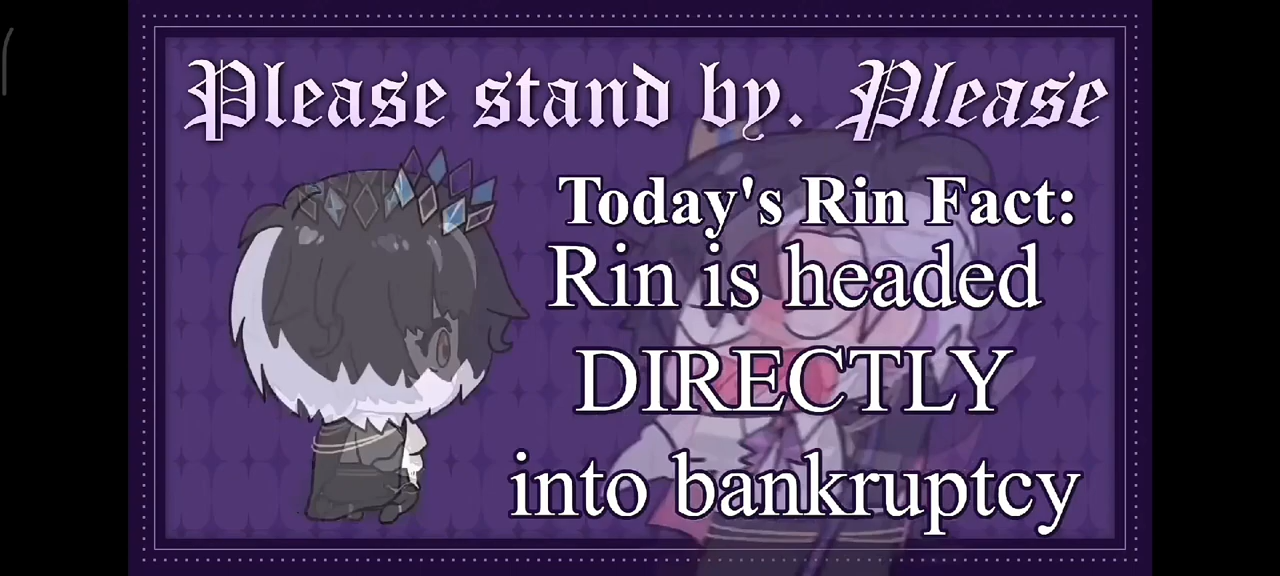 Please stand by. Please
Today's Rin Fact:
Rin is headed
DIRECTLY
into bankruptcy